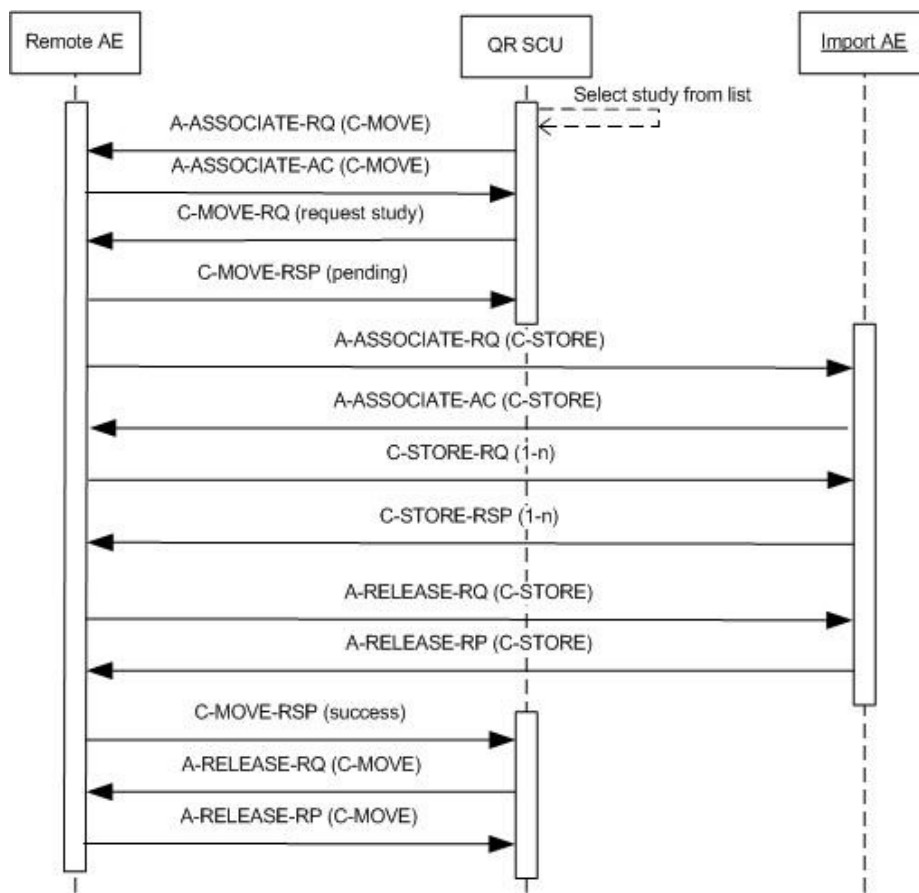 Remote AE
QR SCU
Import AE
Select study from list
A-ASSOCIATE-RQ (C-MOVE)
A-ASSOCIATE-AC (C-MOVE)
C-MOVE-RQ (request study)
C-MOVE-RSP (pending)
A-ASSOCIATE-RQ (C-STORE)
A-ASSOCIATE-AC (C-STORE)
C-STORE-RQ (1-n)
C-STORE-RSP (1-n)
A-RELEASE-RQ (C-STORE)
A-RELEASE-RP (C-STORE)
C-MOVE-RSP (success)
A-RELEASE-RQ (C-MOVE)
A-RELEASE-RP (C-MOVE)